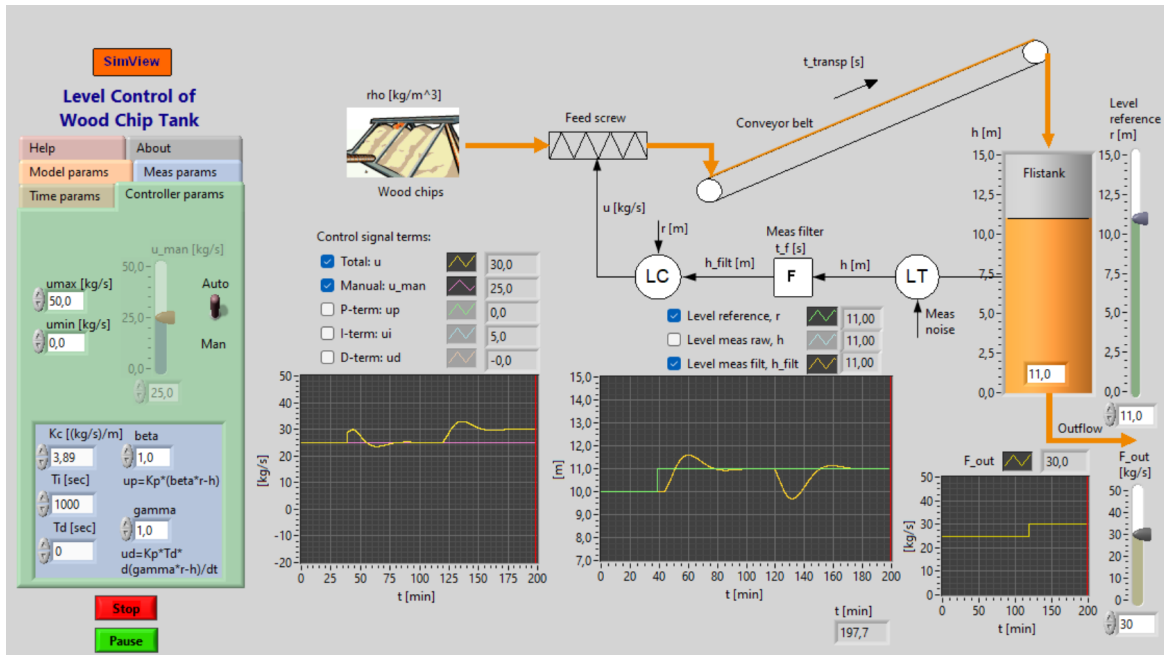 SimView
Level Control of
Wood Chip Tank
Help
About
Model params
Meas params
Time params
Controller params
u_man [kg/s]
50,0
25,0
0,0
25,0
umax [kg/s]
50,0
umin [kg/s]
0,0
Auto
Man
Kc [(kg/s)/m]
3,89
beta
1,0
Ti [sec]
1000
up=Kp*(beta*r-h)
Td [sec]
0
gamma
1,0
ud=Kp*Td*
d(gamma*r-h)/dt
Stop
Pause
rho [kg/m^3]
Wood chips
Feed screw
u [kg/s]
t_transp [s]
Conveyor belt
r [m]
LC
h_filt [m]
Meas filter
t_f [s]
F
h [m]
LT
Meas
noise
h [m]
15,0
12,5
10,0
7,5
5,0
2,5
0,0
Flistank
11,0
Level
reference
r [m]
15,0
12,5
10,0
7,5
5,0
2,5
0,0
11,0
Outflow
Control signal terms:
Total: u
30,0
Manual: u_man
25,0
P-term: up
0,0
I-term: ui
5,0
D-term: ud
-0,0
50
40
30
20
10
0
-10
-20
[kg/s]
0 25 50 75 100 125 150 175 200
t [min]
Level reference, r
11,00
Level meas raw, h
11,00
Level meas filt, h_filt
11,00
15,0
14,0
13,0
12,0
11,0
10,0
9,0
8,0
7,0
[m]
0 20 40 60 80 100 120 140 160 180 200
t [min]
t [min]
197,7
F_out
30,0
50
40
30
20
10
0
[kg/s]
0 50 100 150 200
t [min]
F_out
[kg/s]
50
40
30
20
10
0
30